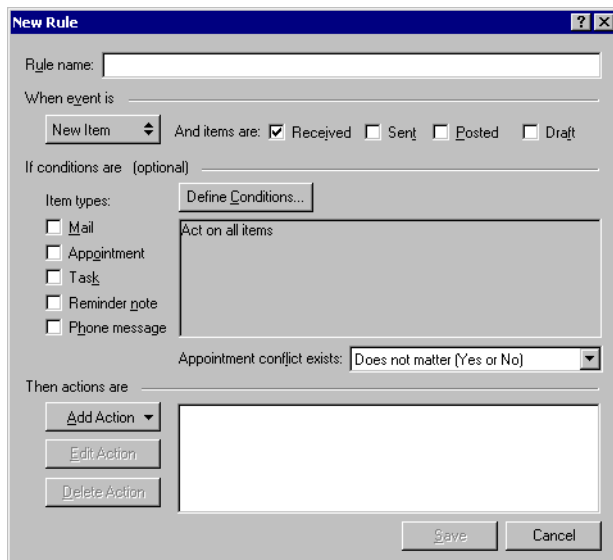 New Rule
Rule name:
When event is
New Item And items are: Received Sent Posted Draft
If conditions are (optional)
Item types: Define Conditions...
Mail Act on all items
Appointment
Task
Reminder note
Phone message
Appointment conflict exists: Does not matter (Yes or No)
Then actions are
Add Action
Edit Action
Delete Action
Save Cancel